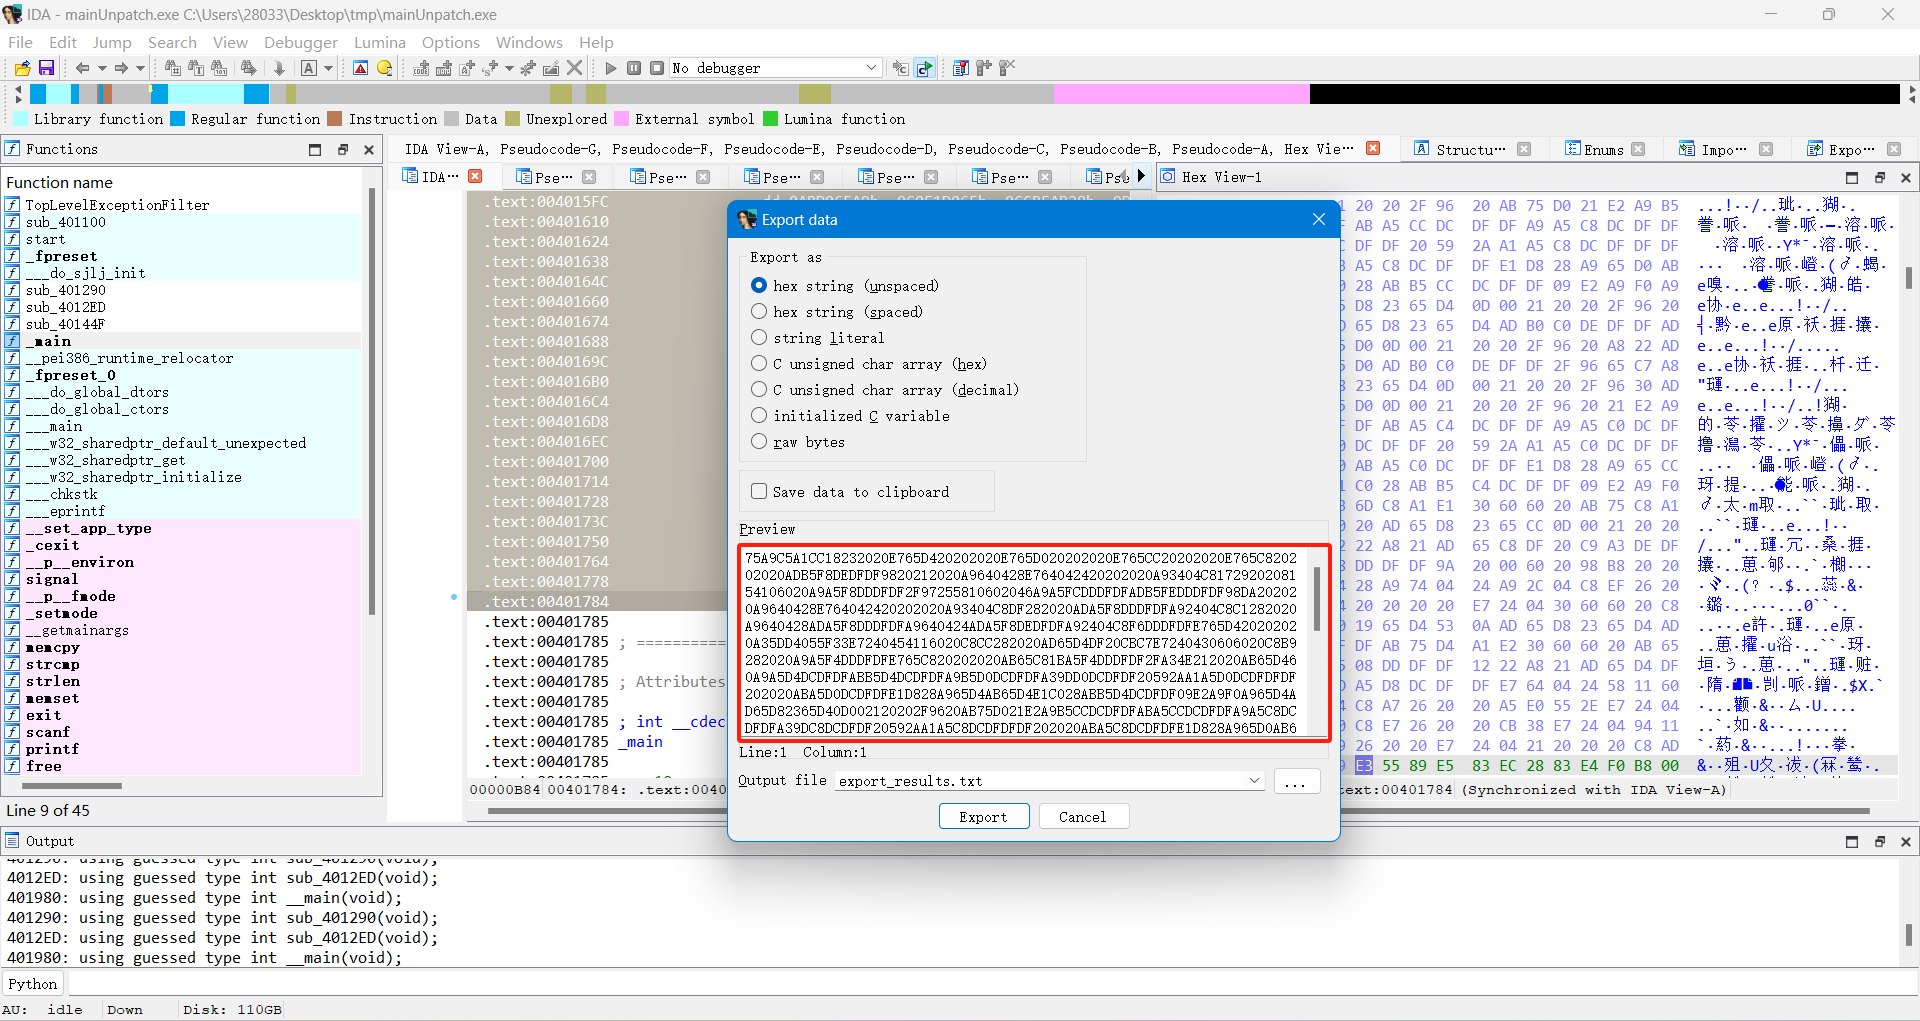 IDA - mainUnpatch.exe C:\Users\28033\Desktop\tmp\mainUnpatch.exe
File Edit Jump Search View Debugger Lumina Options Windows Help
No debugger
Library function Regular function Instruction Data Unexplored External symbol Lumina function
Functions
Function name
TopLevelExceptionFilter
sub_401100
start
_fpreset
___do_sjlj_init
sub_401290
sub_4012ED
sub_40144F
_main
__pei386_runtime_relocator
_fpreset_0
___do_global_dtors
___do_global_ctors
___main
___w32_sharedptr_default_unexpected
___w32_sharedptr_get
___w32_sharedptr_initialize
___chkstk
___eprintf
__set_app_type
_cexit
__p__environ
signal
__p__fmode
_setmode
__getmainargs
memcpy
strcmp
strlen
memset
exit
scanf
printf
free
Line 9 of 45
IDA View-A, Pseudocode-G, Pseudocode-F, Pseudocode-E, Pseudocode-D, Pseudocode-C, Pseudocode-B, Pseudocode-A, Hex Vie···
Structu··· Enums Impo··· Expo···
IDA··· Pse··· Pse··· Pse··· Pse··· Pse··· Pse
Hex View-1
.text:004015FC
.text:00401610
.text:00401624
.text:00401638
.text:0040164C
.text:00401660
.text:00401674
.text:00401688
.text:0040169C
.text:004016B0
.text:004016C4
.text:004016D8
.text:004016EC
.text:00401700
.text:00401714
.text:00401728
.text:0040173C
.text:00401750
.text:00401764
.text:00401778
.text:00401784
.text:00401785
.text:00401785 ; ===========
.text:00401785
.text:00401785 ; Attributes
.text:00401785
.text:00401785 ; int __cdec
.text:00401785 _main
.text:00401785
00000B84 00401784: .text:0040
Export data
Export as
hex string (unspaced)
hex string (spaced)
string literal
C unsigned char array (hex)
C unsigned char array (decimal)
initialized C variable
raw bytes
Save data to clipboard
Preview
75A9C5A1CC18232020E765D420202020E765D020202020E765CC20202020E765C8202
02020ADB5F8DEDFDF9820212020A9640428E764042420202020A93404C81729202081
54106020A9A5F8DDDFDF2F97255810602046A9A5FCDDDFDFADB5FEDDDFDF98DA20202
0A9640428E764042420202020A93404C8DF282020ADA5F8DDDFDFA92404C8C1282020
A9640428ADA5F8DDDFDFA9640424ADA5F8DEDFDFA92404C8F6DDDFDFE765D42020202
0A35DD4055F33E7240454116020C8CC282020AD65D4DF20CBC7E7240430606020C8B9
282020A9A5F4DDDFDFE765C820202020AB65C81BA5F4DDDFDF2FA34E212020AB65D46
0A9A5D4DCDFDFABB5D4DCDFDFA9B5D0DCDFDFA39DD0DCDFDF20592AA1A5D0DCDFDFDF
202020ABA5D0DCDFDFE1D828A965D4AB65D4E1C028ABB5D4DCDFDF09E2A9F0A965D4A
D65D82365D40D002120202F9620AB75D021E2A9B5CCDCDFDFABA5CCDCDFDFA9A5C8DC
DFDFA39DC8DCDFDF20592AA1A5C8DCDFDFDF202020ABA5C8DCDFDFE1D828A965D0AB6
Line:1 Column:1
Output file export_results.txt
...
Export Cancel
20 20 2F 96 20 AB 75 D0 21 E2 A9 B5
AB A5 CC DC DF DF A9 A5 C8 DC DF DF
DC DF DF 20 59 2A A1 A5 C8 DC DF DF
A5 C8 DC DF DF E1 D8 28 A9 65 D0 AB
28 AB B5 CC DC DF DF 09 E2 A9 F0 A9
D8 23 65 D4 0D 00 21 20 20 2F 96 20
65 D8 23 65 D4 AD B0 C0 DE DF DF AD
D0 0D 00 21 20 20 2F 96 20 A8 22 AD
D0 AD B0 C0 DE DF DF 2F 96 65 C7 A8
23 65 D4 0D 00 21 20 20 2F 96 30 AD
D0 0D 00 21 20 20 2F 96 20 21 E2 A9
DF AB A5 C4 DC DF DF A9 A5 C0 DC DF
DC DF DF 20 59 2A A1 A5 C0 DC DF DF
AB A5 C0 DC DF DF E1 D8 28 A9 65 CC
C0 28 AB B5 C4 DC DF DF 09 E2 A9 F0
6D C8 A1 E1 30 60 60 20 AB 75 C8 A1
20 AD 65 D8 23 65 CC 0D 00 21 20 20
22 A8 21 AD 65 C8 DF 20 C9 A3 DE DF
DD DF DF 9A 20 00 60 20 98 B8 20 20
28 A9 74 04 24 A9 2C 04 C8 EF 26 20
20 20 20 20 E7 24 04 30 60 60 20 C8
19 65 D4 53 0A AD 65 D8 23 65 D4 AD
DF AB 75 D4 A1 E2 30 60 60 20 AB 65
08 DD DF DF 12 22 A8 21 AD 65 D4 DF
A5 D8 DC DF DF E7 64 04 24 58 11 60
C8 A7 26 20 20 A5 E0 55 2E E7 24 04
C8 E7 26 20 20 CB 38 E7 24 04 94 11
26 20 20 E7 24 04 21 20 20 20 C8 AD
E3 55 89 E5 83 EC 28 83 E4 F0 B8 00
ext:00401784 (Synchronized with IDA View-A)
Output
4012ED: using guessed type int sub_4012ED(void);
401980: using guessed type int __main(void);
401290: using guessed type int sub_401290(void);
4012ED: using guessed type int sub_4012ED(void);
401980: using guessed type int __main(void);
Python
AU: idle Down Disk: 110GB